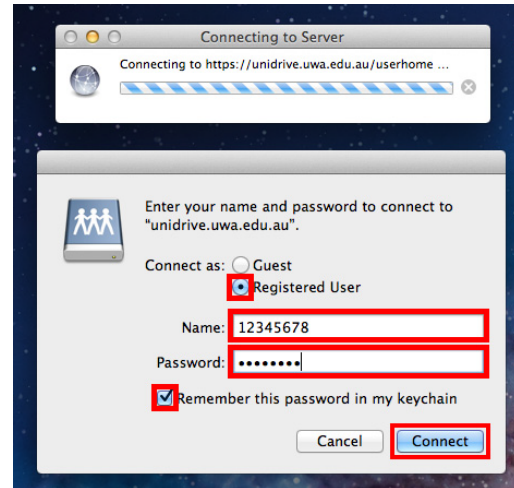 Connecting to Server
Connecting to https://unidrive.uwa.edu.au/userhome ...
Enter your name and password to connect to
"unidrive.uwa.edu.au".
Connect as: Guest
Registered User
Name: 12345678
Password: ••••••••
Remember this password in my keychain
Cancel Connect